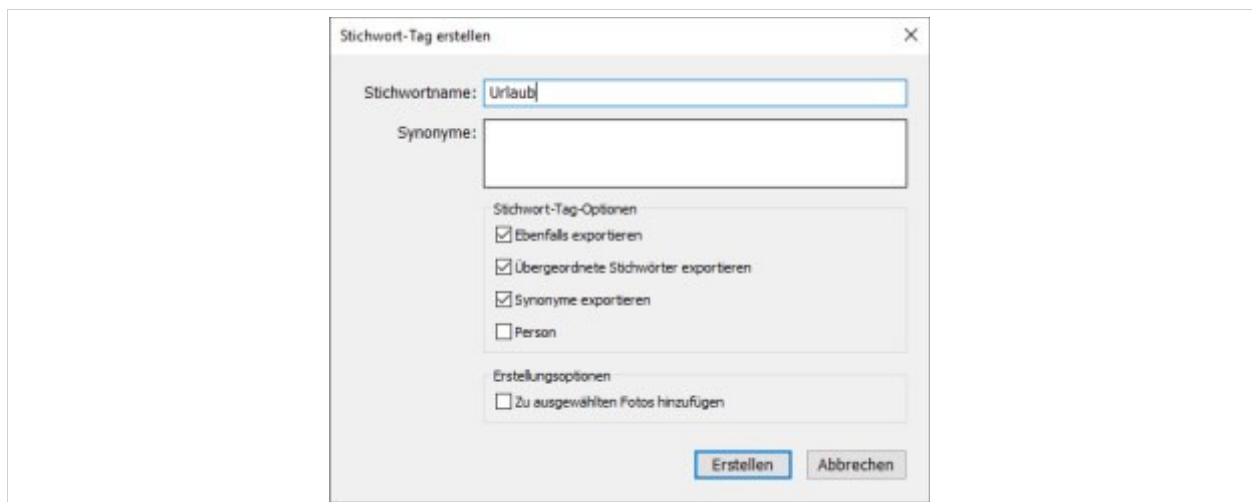 Stichwort-Tag erstellen
Stichwortname: Urlaub
Synonyme:
Stichwort-Tag-Optionen
Ebenfalls exportieren
Übergeordnete Stichwörter exportieren
Synonyme exportieren
Person
Erstellungsoptionen
Zu ausgewählten Fotos hinzufügen
Erstellen Abbrechen